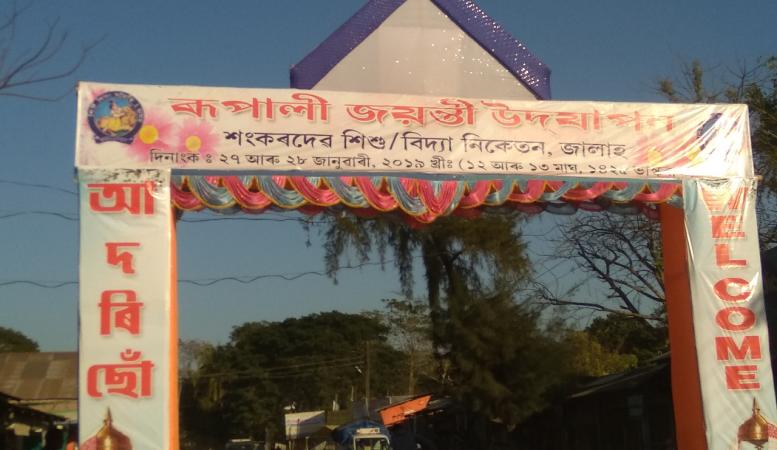 ৰূপালী জয়ন্তী উদযাপন
শংকৰদেৱ শিশু/বিদ্যা নিকেতন, জালাহ
দিনাংক ঃ ২৭ আৰু ২৮ জানুৱাৰী, ২০১৯ খ্ৰীঃ (১২ আৰু ১৩ মাঘ, ১৪২৫
আ
দ
ৰি
ছোঁ
WELCOME